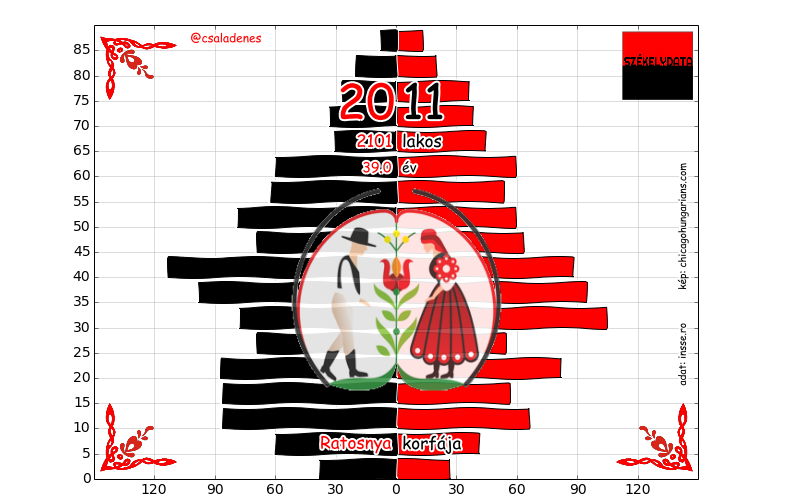 @csaladenes
SZÉKELYDATA
2011
2101 lakos
39.0 év
kép: chicagohungarians.com
adat: insse.ro
Ratosnya korfája
85
80
75
70
65
60
55
50
45
40
35
30
25
20
15
10
5
0
120 90 60 30 0 30 60 90 120